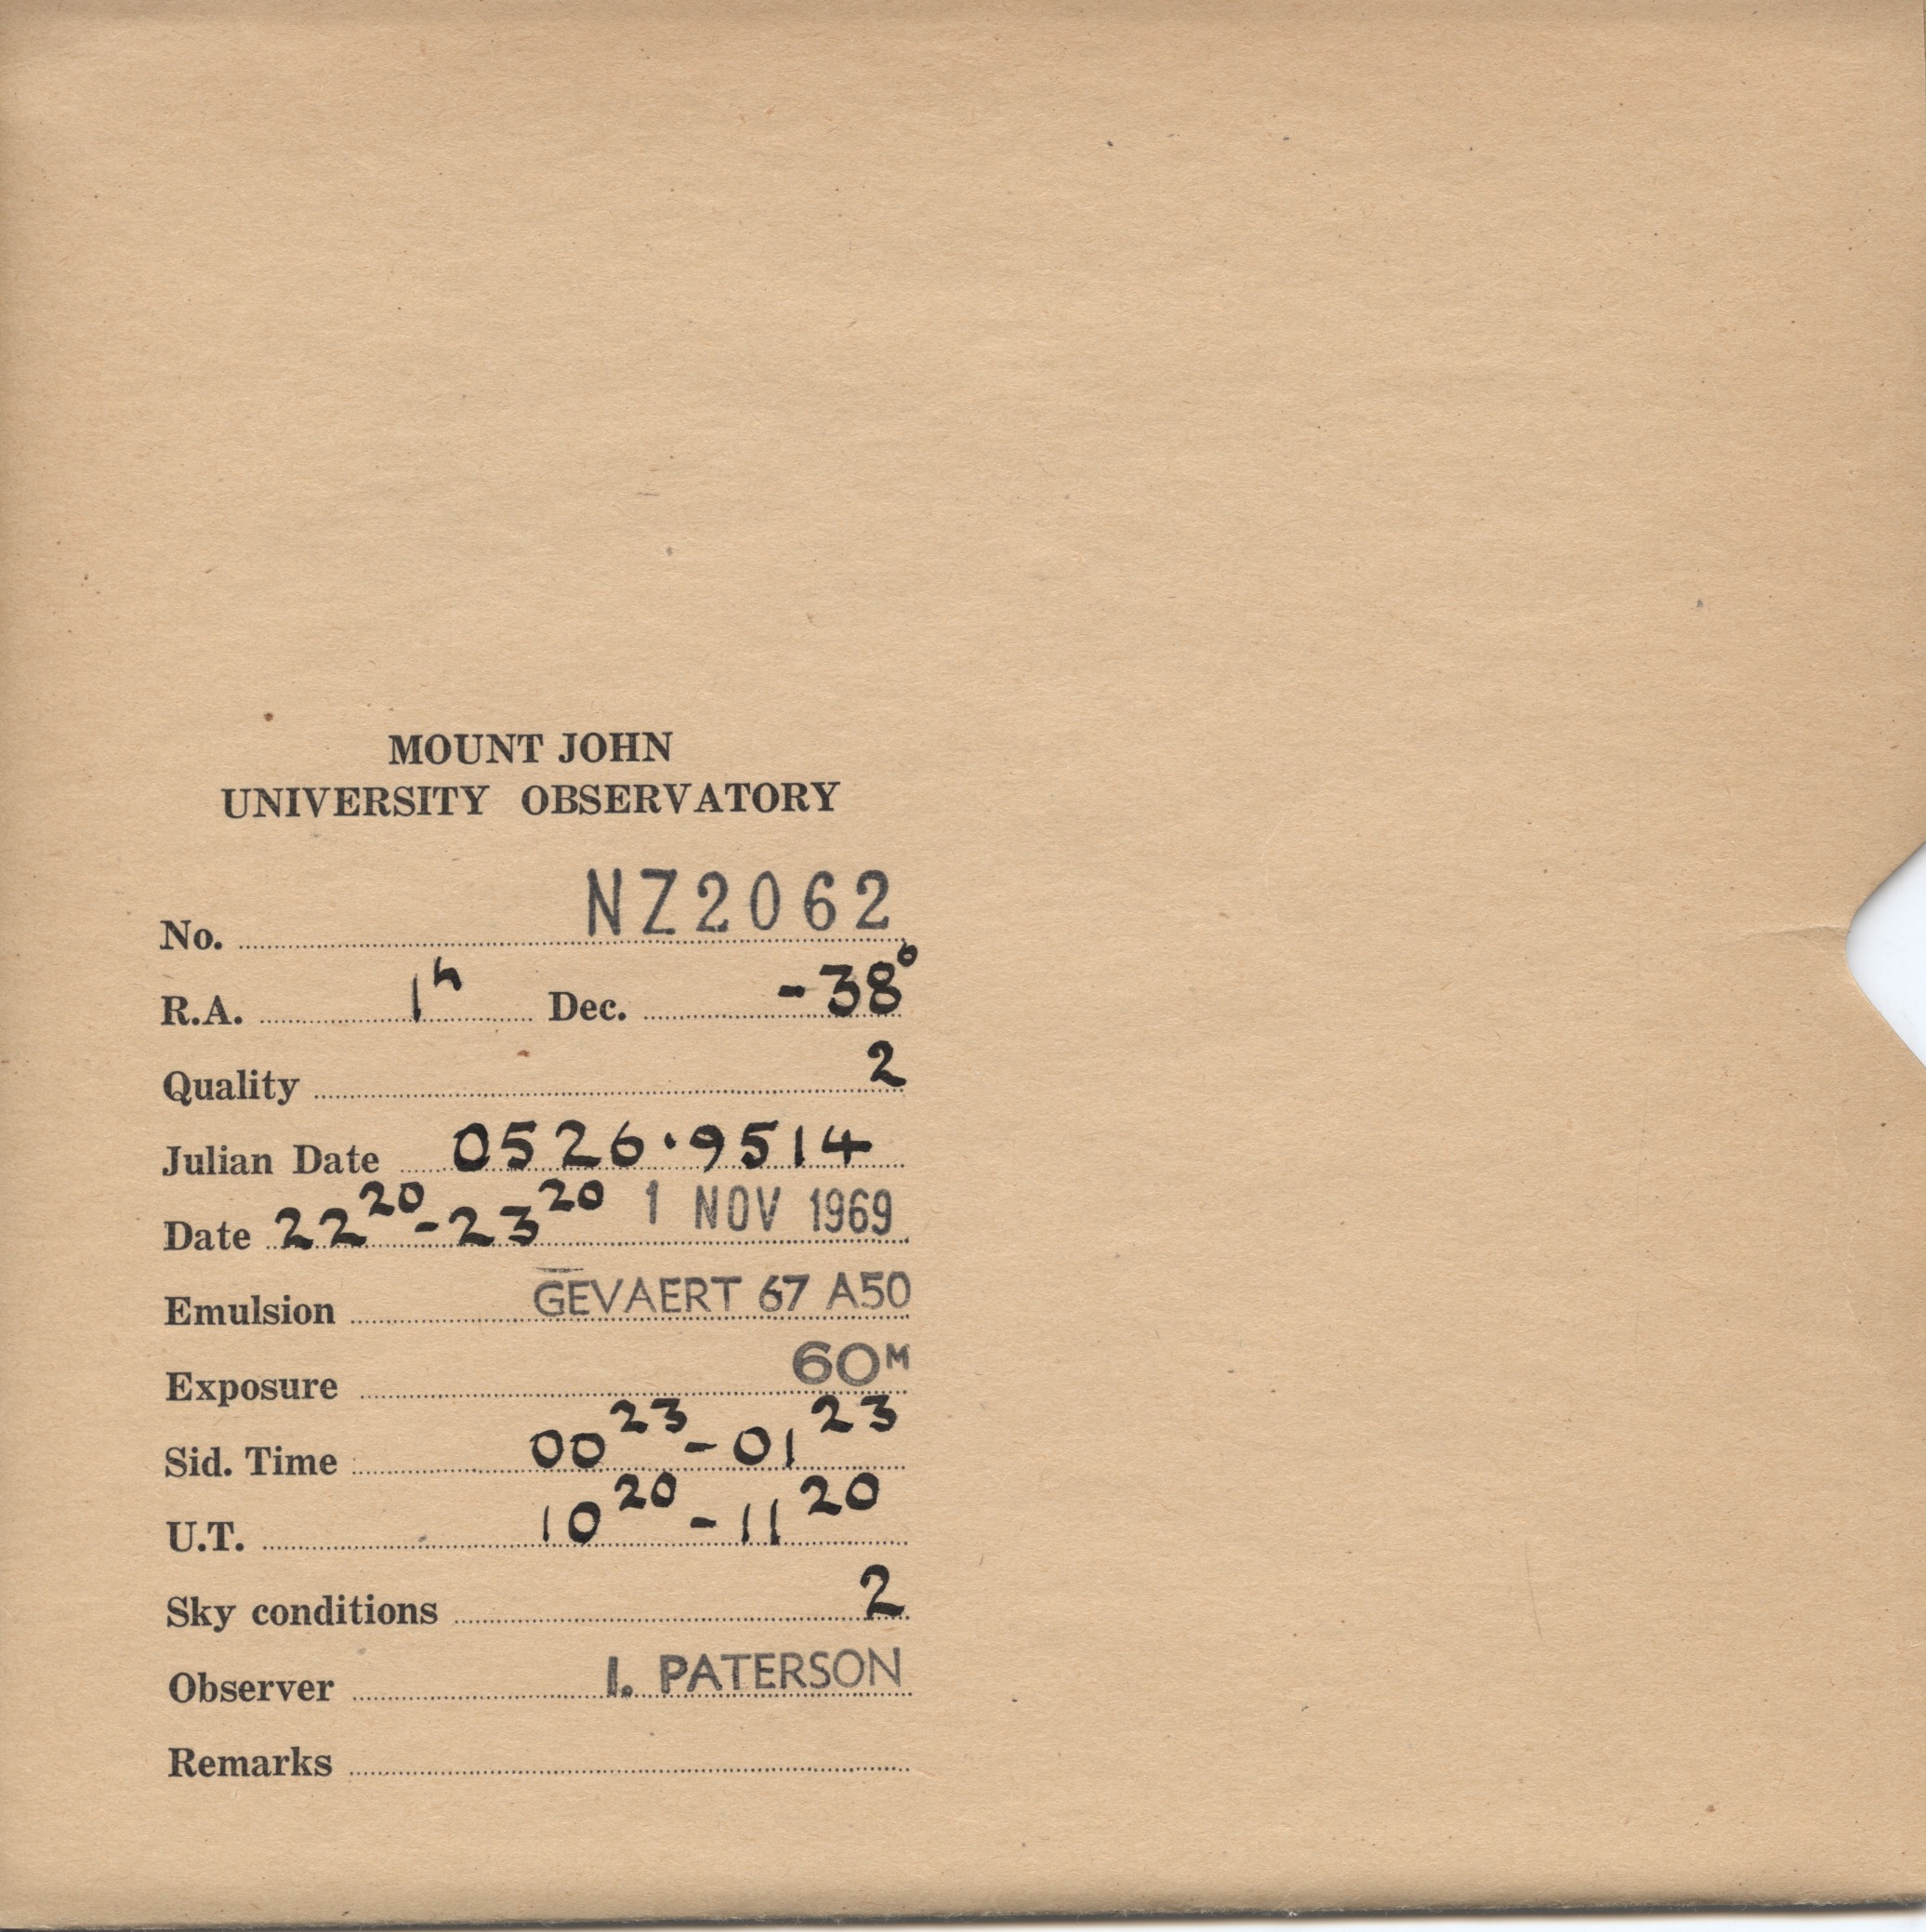 MOUNT JOHN
UNIVERSITY OBSERVATORY
No. NZ2062
R.A. 1ʰ Dec. -38°
Quality 2
Julian Date 0526·9514
Date 22²⁰-23²⁰ 1 NOV 1969
Emulsion GEVAERT 67 A50
Exposure 60ᴹ
Sid. Time 00²³-01²³
U.T. 10²⁰-11²⁰
Sky conditions 2
Observer I. PATERSON
Remarks